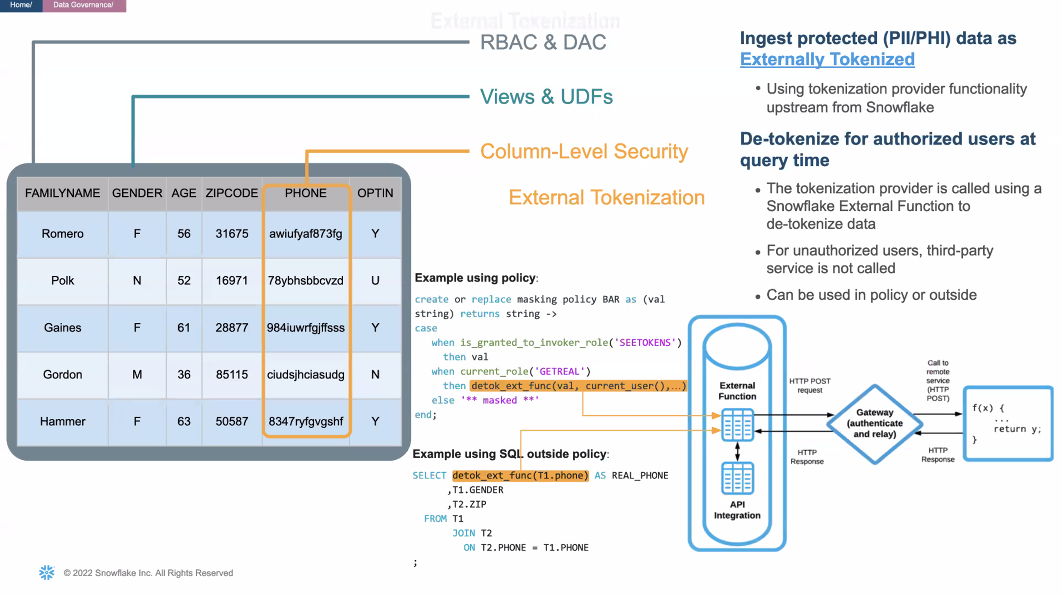 Home/
Data Governance/
External Tokenization
RBAC & DAC
Views & UDFs
Column-Level Security
External Tokenization
FAMILYNAME GENDER AGE ZIPCODE PHONE OPTIN
Romero F 56 31675 awiufyaf873fg Y
Polk N 52 16971 78ybhsbbcvzd U
Gaines F 61 28877 984iuwrfgjffsss Y
Gordon M 36 85115 ciudsjhciasudg N
Hammer F 63 50587 8347ryfgvgshf Y
Ingest protected (PII/PHI) data as
Externally Tokenized
• Using tokenization provider functionality
upstream from Snowflake
De-tokenize for authorized users at
query time
• The tokenization provider is called using a
Snowflake External Function to
de-tokenize data
• For unauthorized users, third-party
service is not called
• Can be used in policy or outside
Example using policy:
create or replace masking policy BAR as (val
string) returns string ->
case
when is_granted_to_invoker_role('SEETOKENS')
then val
when current_role('GETREAL')
then detok_ext_func(val, current_user(),…)
else '** masked **'
end;
Example using SQL outside policy:
SELECT detok_ext_func(T1.phone) AS REAL_PHONE
,T1.GENDER
,T2.ZIP
FROM T1
JOIN T2
ON T2.PHONE = T1.PHONE
;
External
Function
API
Integration
HTTP POST
request
HTTP
Response
Gateway
(authenticate
and relay)
Call to
remote
service
(HTTP
POST)
HTTP
Response
f(x) {
...
return y;
}
© 2022 Snowflake Inc. All Rights Reserved